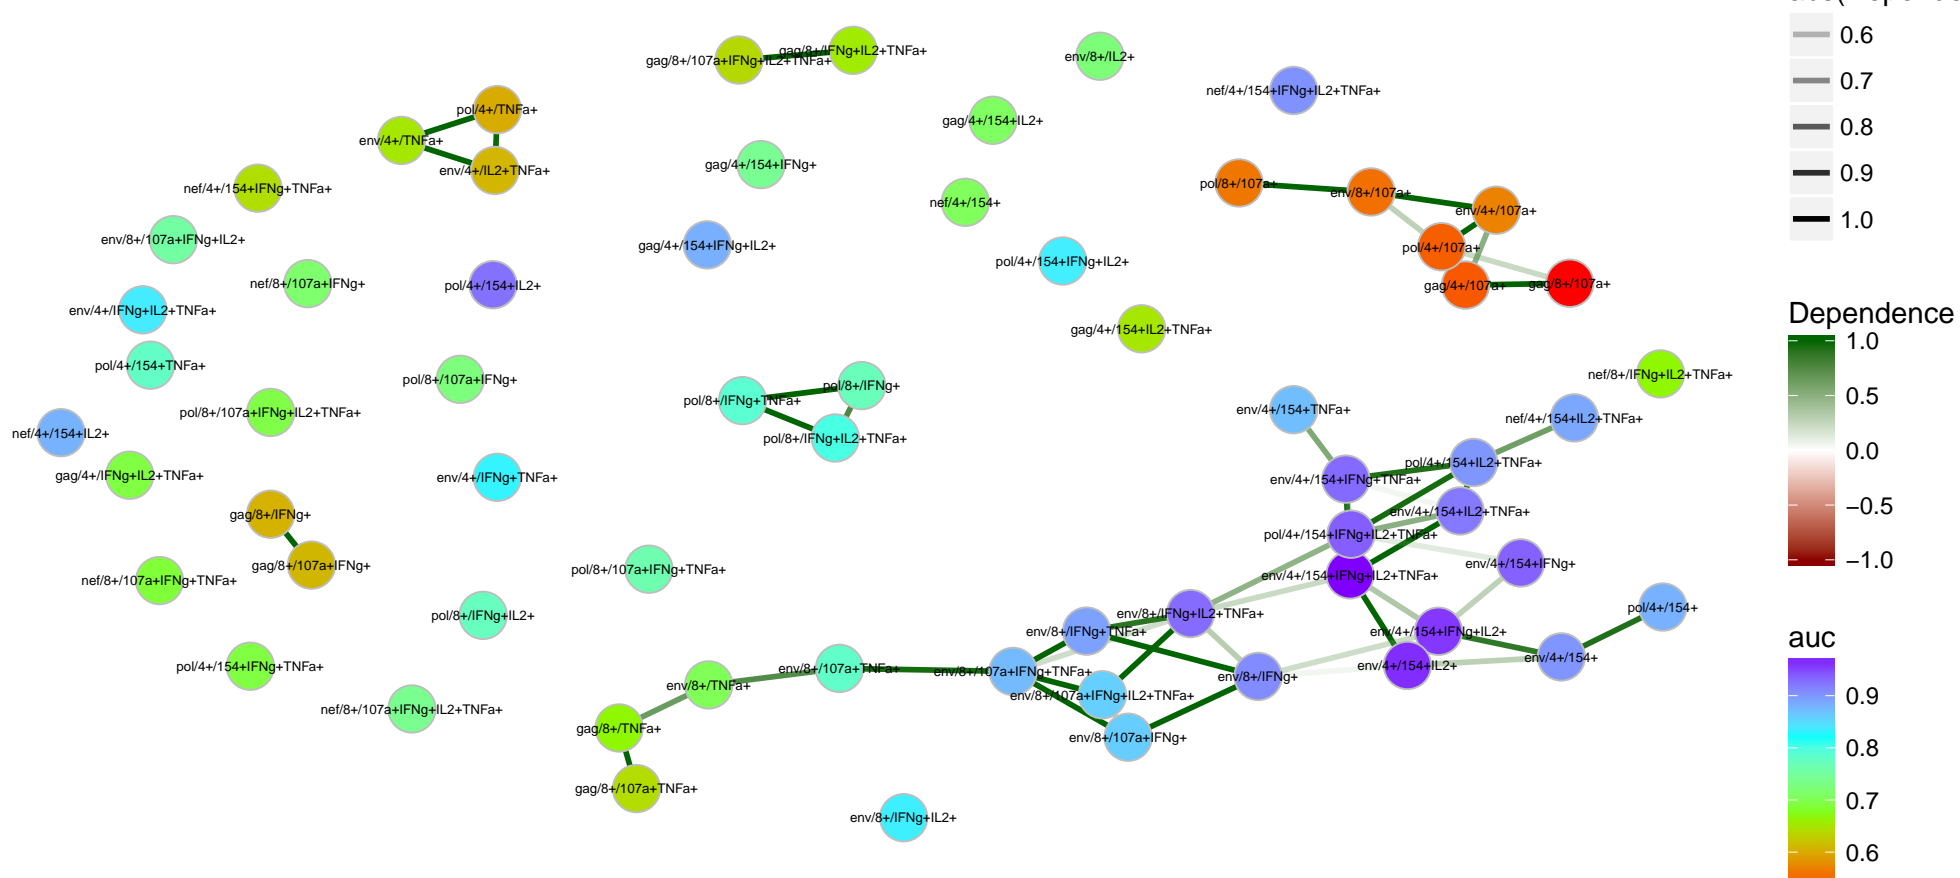 gag/8+/IFNg+IL2+TNFa+
gag/8+/107a+IFNg+IL2+TNFa+
env/8+/IL2+
nef/4+/154+IFNg+IL2+TNFa+
pol/4+/TNFa+
env/4+/TNFa+
env/4+/IL2+TNFa+
gag/4+/154+IL2+
gag/4+/154+IFNg+
nef/4+/154+IFNg+TNFa+
nef/4+/154+
pol/8+/107a+
env/8+/107a+
env/4+/107a+
pol/4+/107a+
gag/4+/107a+
gag/8+/107a+
env/8+/107a+IFNg+IL2+
gag/4+/154+IFNg+IL2+
pol/4+/154+IFNg+IL2+
nef/8+/107a+IFNg+
pol/4+/154+IL2+
env/4+/IFNg+IL2+TNFa+
gag/4+/154+IL2+TNFa+
pol/4+/154+TNFa+
pol/8+/107a+IFNg+
pol/8+/IFNg+
pol/8+/IFNg+TNFa+
pol/8+/IFNg+IL2+TNFa+
nef/8+/IFNg+IL2+TNFa+
pol/8+/107a+IFNg+IL2+TNFa+
env/4+/154+TNFa+
nef/4+/154+IL2+TNFa+
nef/4+/154+IL2+
gag/4+/IFNg+IL2+TNFa+
env/4+/IFNg+TNFa+
pol/4+/154+IL2+TNFa+
env/4+/154+IFNg+TNFa+
env/4+/154+IL2+TNFa+
gag/8+/IFNg+
pol/4+/154+IFNg+IL2+TNFa+
gag/8+/107a+IFNg+
env/4+/154+IFNg+
nef/8+/107a+IFNg+TNFa+
pol/8+/107a+IFNg+TNFa+
env/4+/154+IFNg+IL2+TNFa+
pol/8+/IFNg+IL2+
env/8+/IFNg+IL2+TNFa+
pol/4+/154+
env/8+/IFNg+TNFa+
env/4+/154+IFNg+IL2+
pol/4+/154+IFNg+TNFa+
env/8+/107a+TNFa+
env/8+/107a+IFNg+TNFa+
env/4+/154+IL2+
env/4+/154+
env/8+/TNFa+
env/8+/IFNg+
env/8+/107a+IFNg+IL2+TNFa+
nef/8+/107a+IFNg+IL2+TNFa+
gag/8+/TNFa+
env/8+/107a+IFNg+
gag/8+/107a+TNFa+
env/8+/IFNg+IL2+
0.6
0.7
0.8
0.9
1.0
Dependence
1.0
0.5
0.0
−0.5
−1.0
auc
0.9
0.8
0.7
0.6